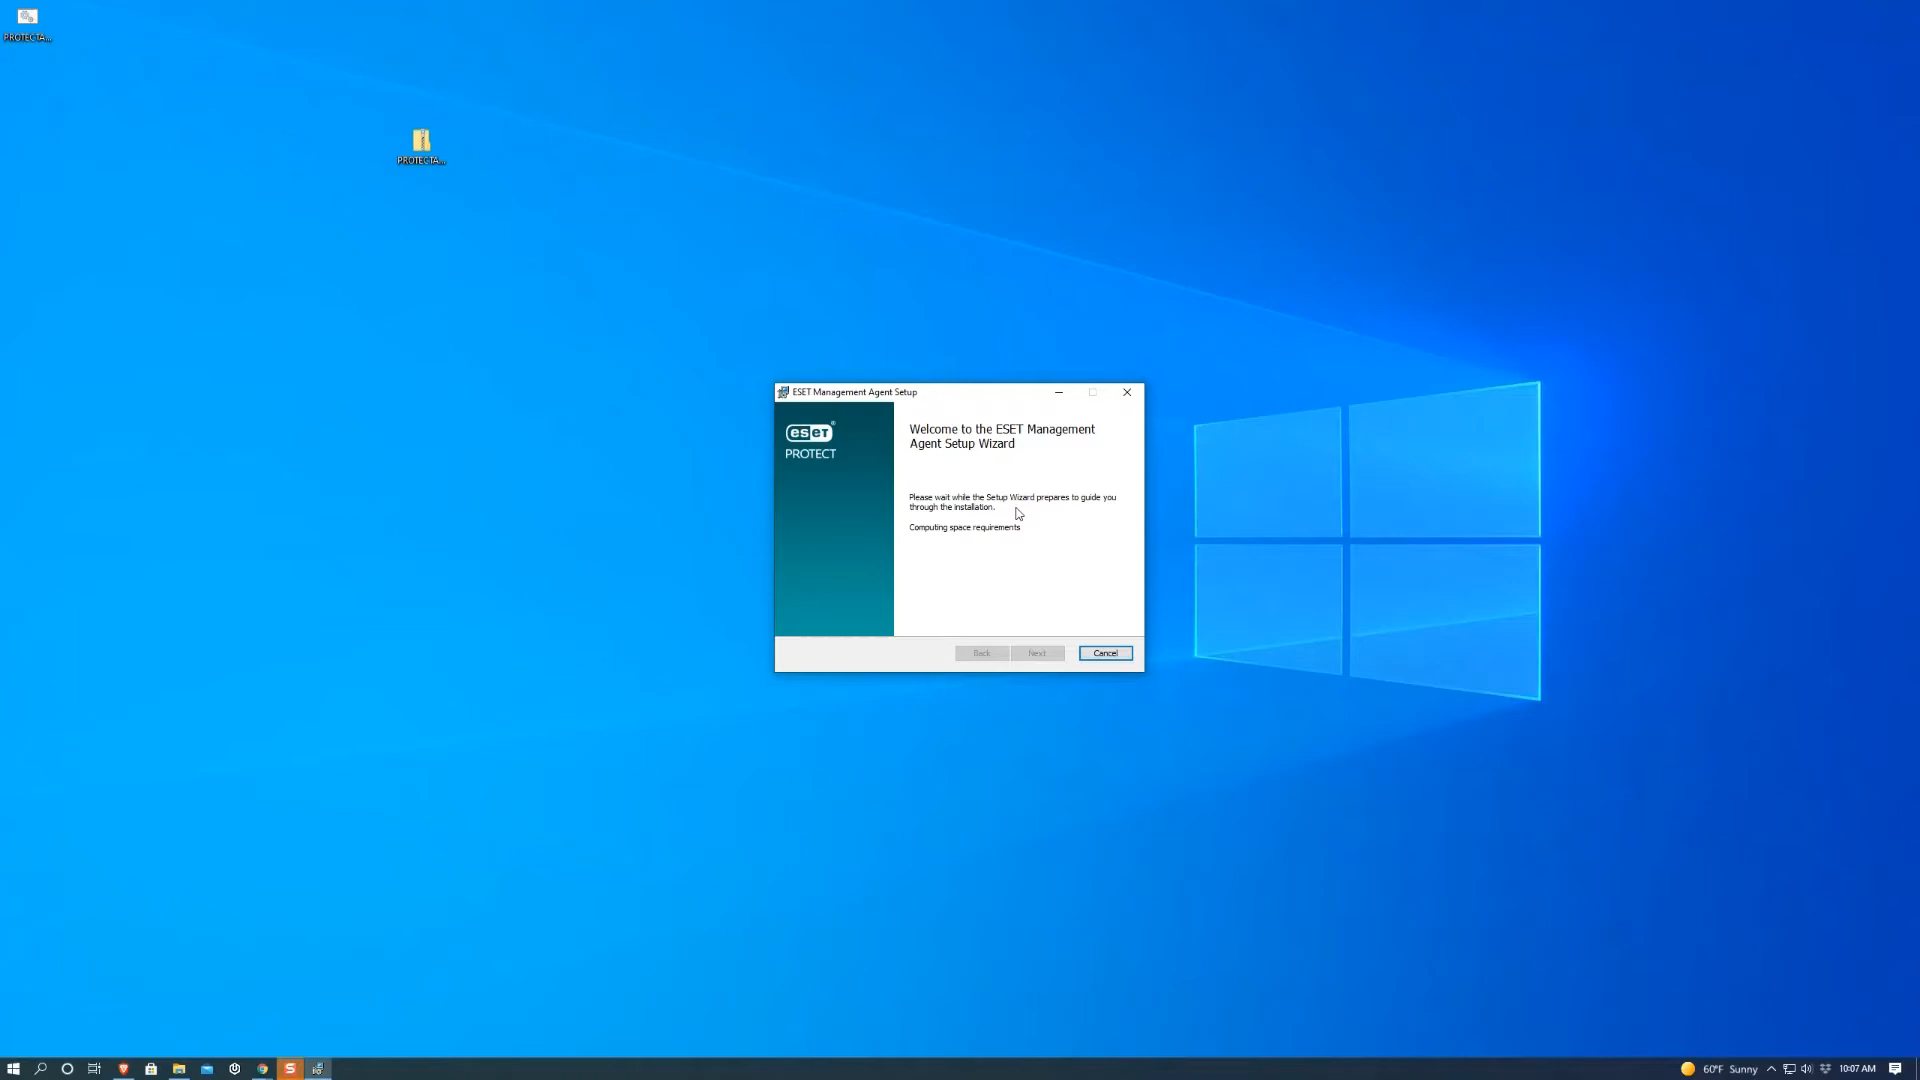 PROTECTA...
PROTECTA...
ESET Management Agent Setup
eset®
PROTECT
Welcome to the ESET Management
Agent Setup Wizard
Please wait while the Setup Wizard prepares to guide you
through the installation.
Computing space requirements
Back
Next
Cancel
S
60°F Sunny
10:07 AM